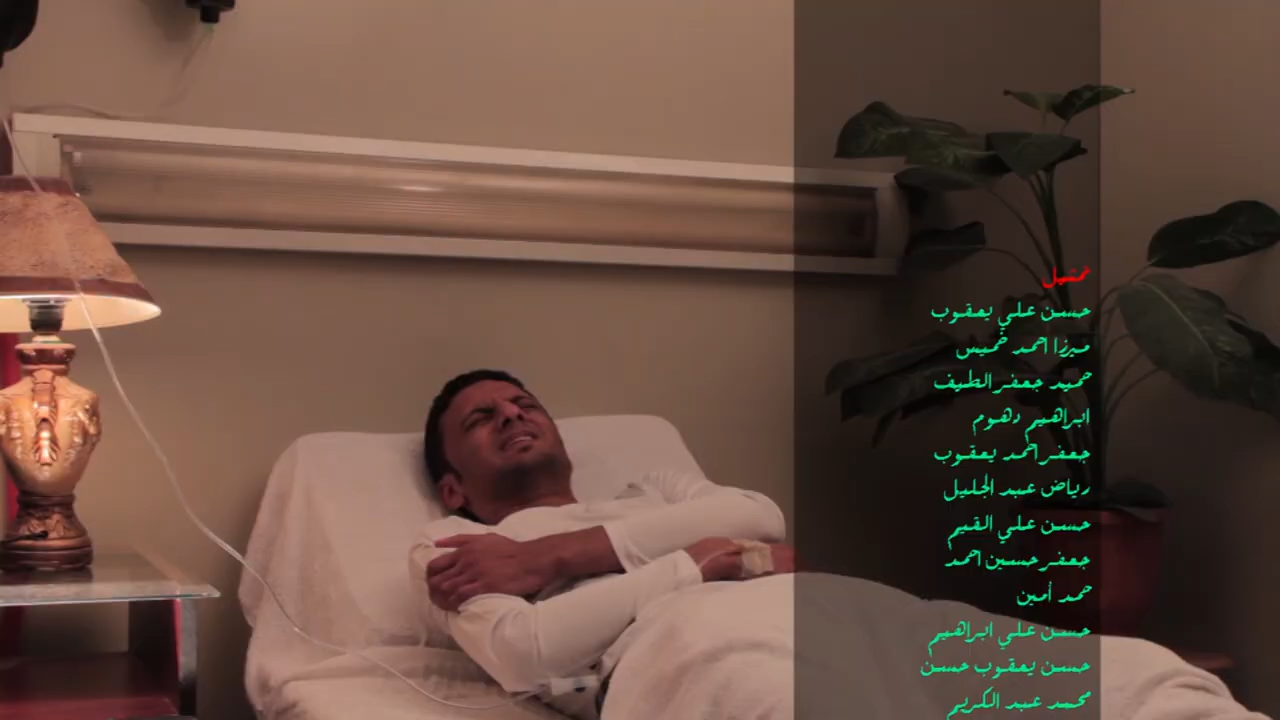 تمثيل
حسن علي يعقوب
ميرزا احمد خميس
حميد جعفر الطيف
ابراهيم دهوم
جعفر احمد يعقوب
رياض عبد الجليل
حسن علي القيم
جعفر حسين احمد
حمد أمين
حسن علي ابراهيم
حسن يعقوب حسن
محمد عبد الكريم